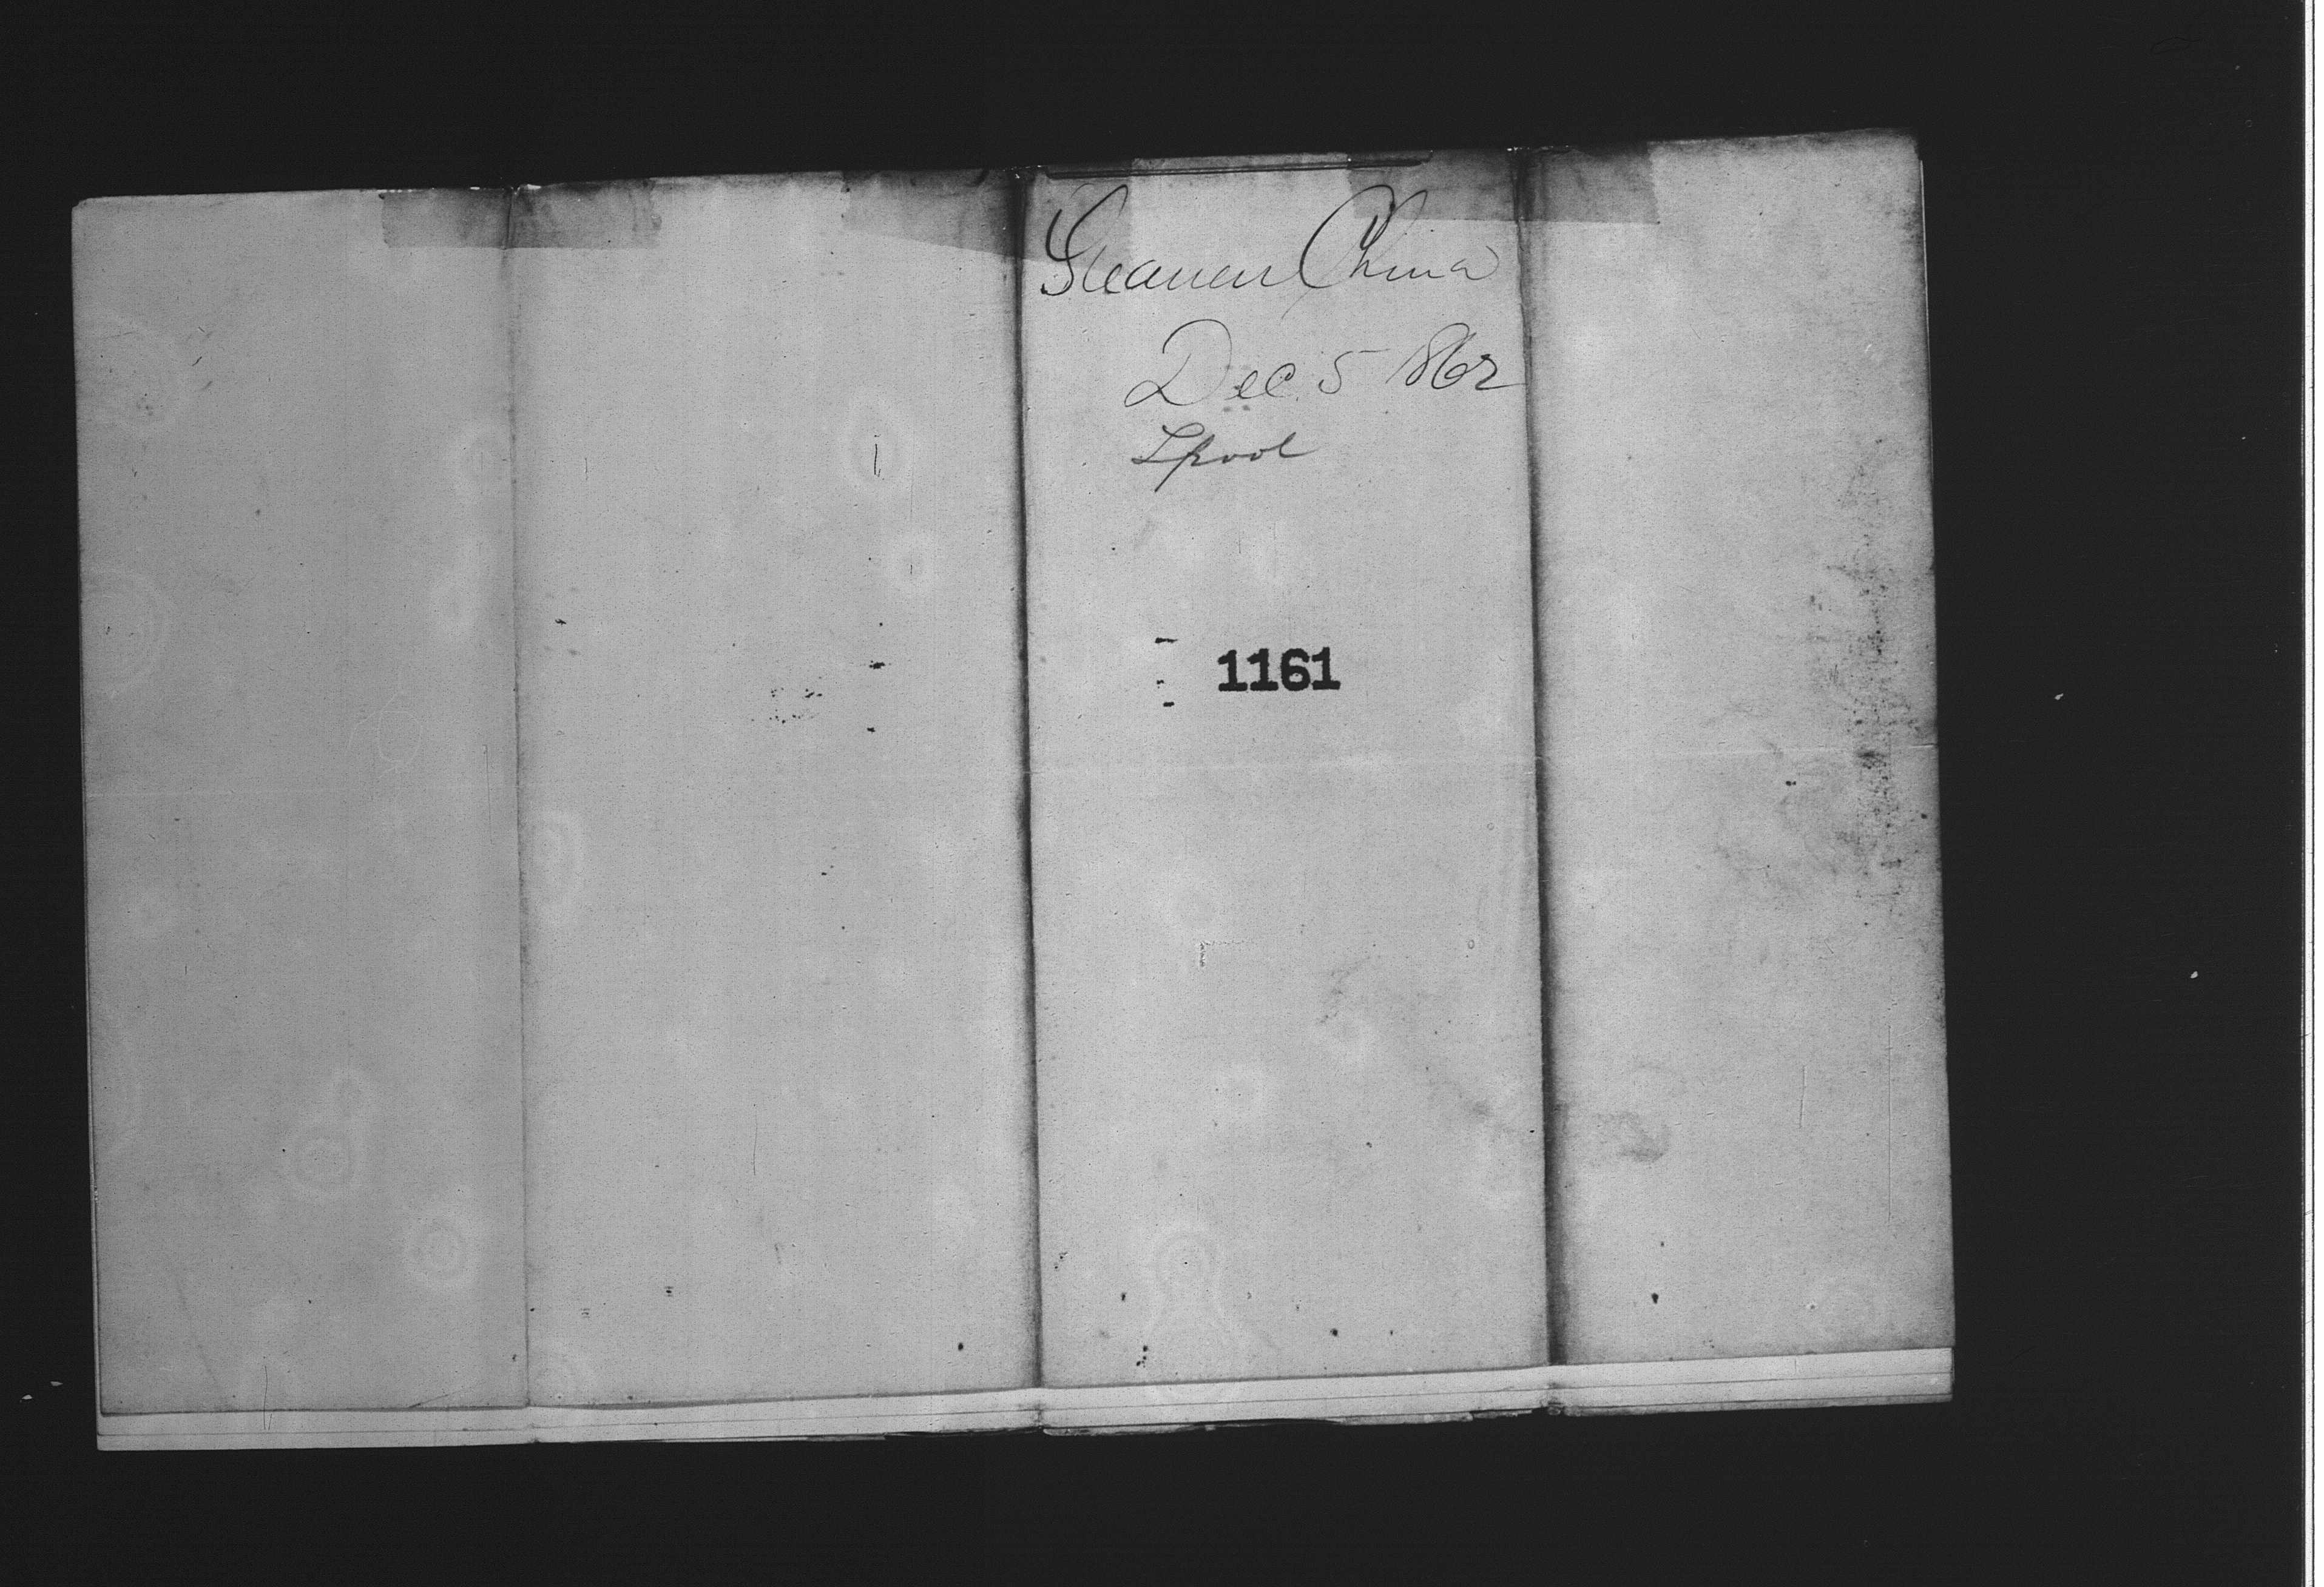 Steamer China
Dec. 5 1862
Lpool
1161